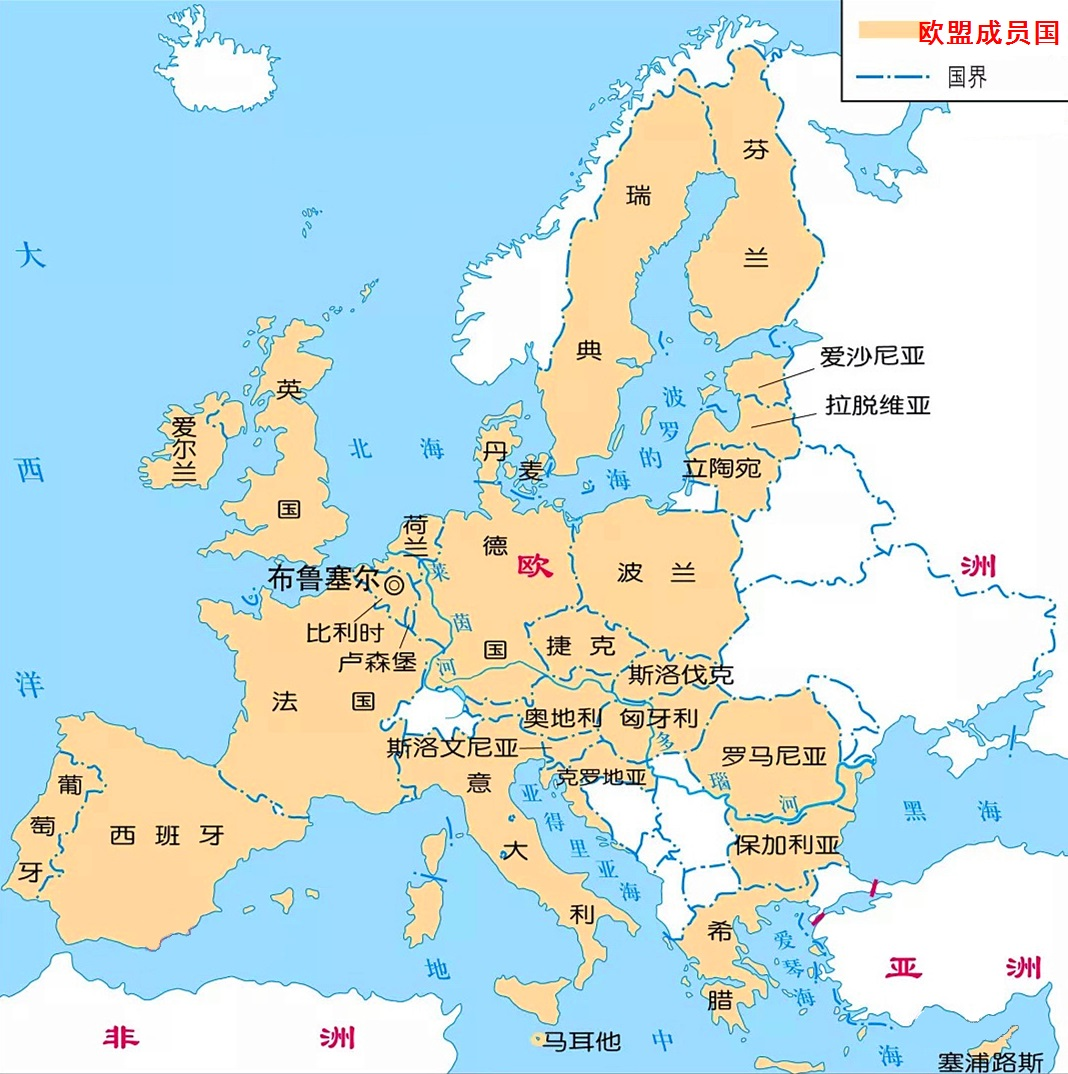 欧盟成员国
国界
芬兰
瑞典
大西洋
爱沙尼亚
拉脱维亚
英国
波罗的海
爱尔兰
北海
丹麦
立陶宛
荷兰
德国
欧洲
波兰
布鲁塞尔
莱茵河
比利时
卢森堡
捷克
斯洛伐克
法国
奥地利
匈牙利
斯洛文尼亚
多瑙河
罗马尼亚
克罗地亚
意大利
葡萄牙
西班牙
亚得里亚海
黑海
保加利亚
希腊
爱琴海
亚洲
地中海
非洲
马耳他
塞浦路斯